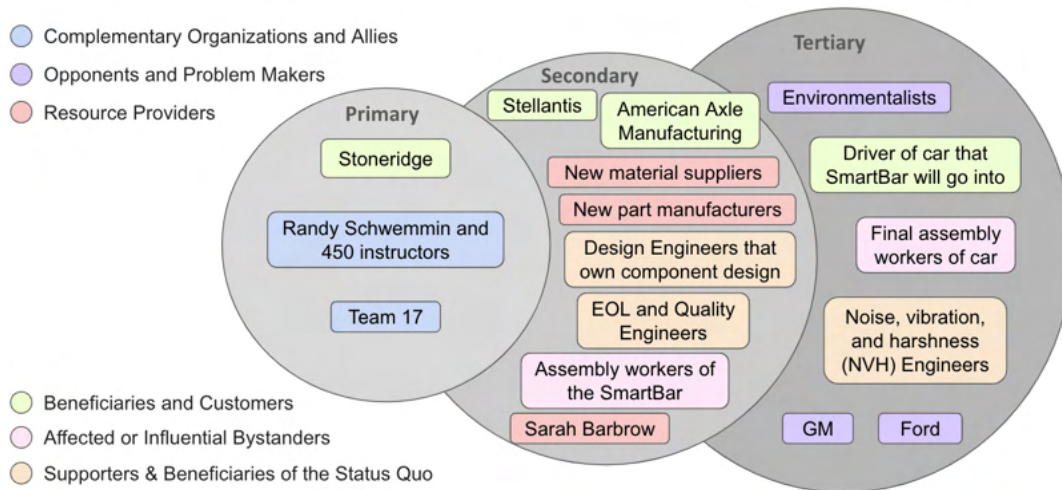 Complementary Organizations and Allies
Opponents and Problem Makers
Resource Providers
Primary
Stoneridge
Randy Schwemmin and
450 instructors
Team 17
Secondary
Stellantis
American Axle
Manufacturing
New material suppliers
New part manufacturers
Design Engineers that
own component design
EOL and Quality
Engineers
Assembly workers of
the SmartBar
Sarah Barbrow
Tertiary
Environmentalists
Driver of car that
SmartBar will go into
Final assembly
workers of car
Noise, vibration,
and harshness
(NVH) Engineers
GM
Ford
Beneficiaries and Customers
Affected or Influential Bystanders
Supporters & Beneficiaries of the Status Quo